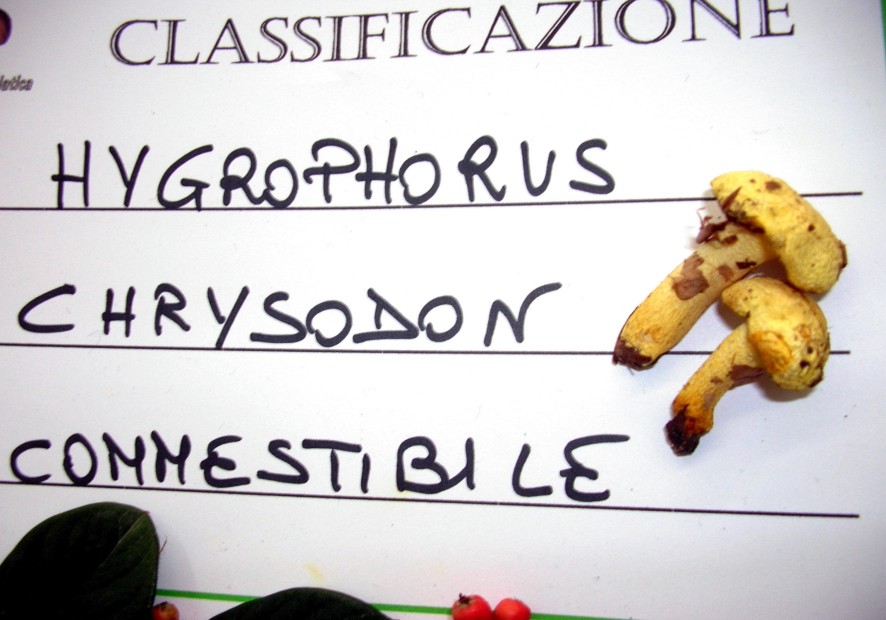 CLASSIFICAZIONE
HYGROPHORUS
CHRYSODON
COMMESTIBILE